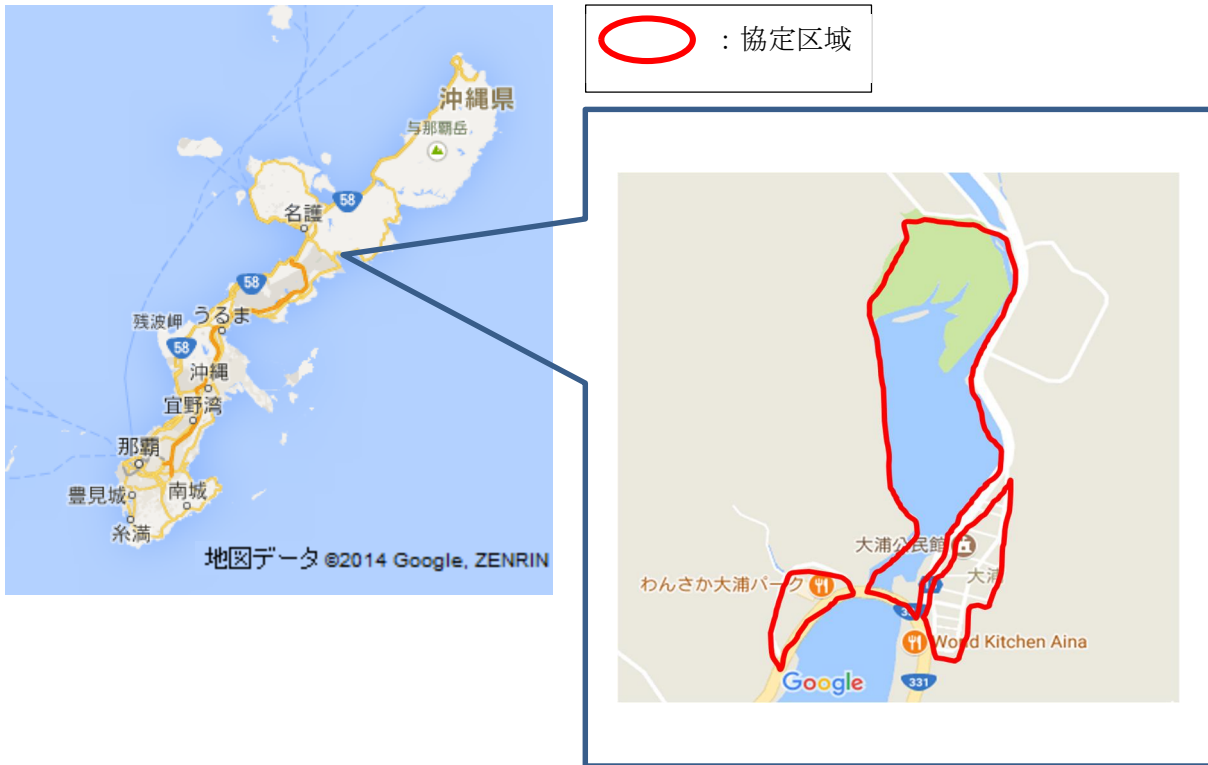 ：協定区域
沖縄県
与那覇岳
58
名護
58
残波岬
うるま
58
沖縄
宜野湾
那覇
豊見城
南城
糸満
地図データ ©2014 Google, ZENRIN
大浦公民館
大浦
わんさか大浦パーク
Wood Kitchen Aina
Google
331